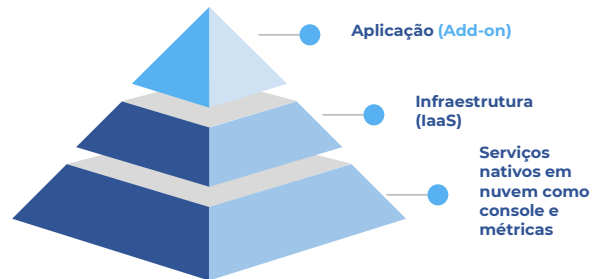 Aplicação (Add-on)
Infraestrutura
(IaaS)
Serviços
nativos em
nuvem como
console e
métricas